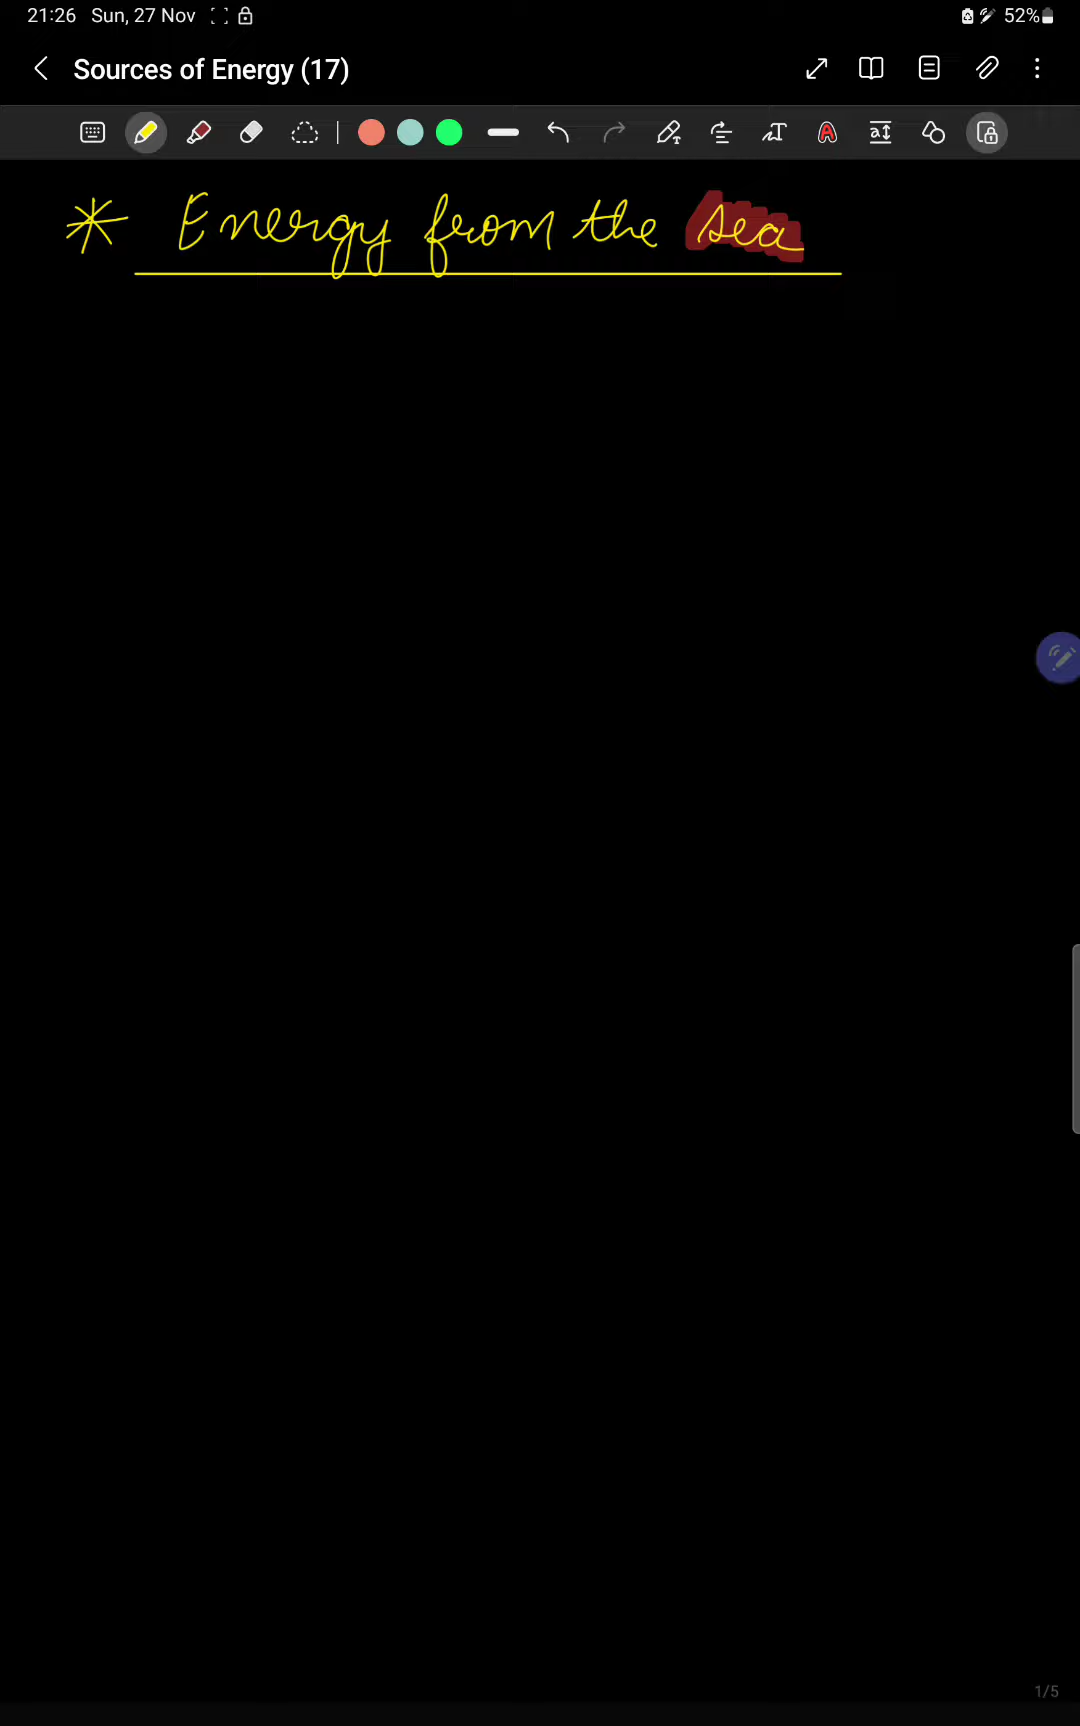 21:26 Sun, 27 Nov 52%
Sources of Energy (17)
* Energy from the sea
1/5